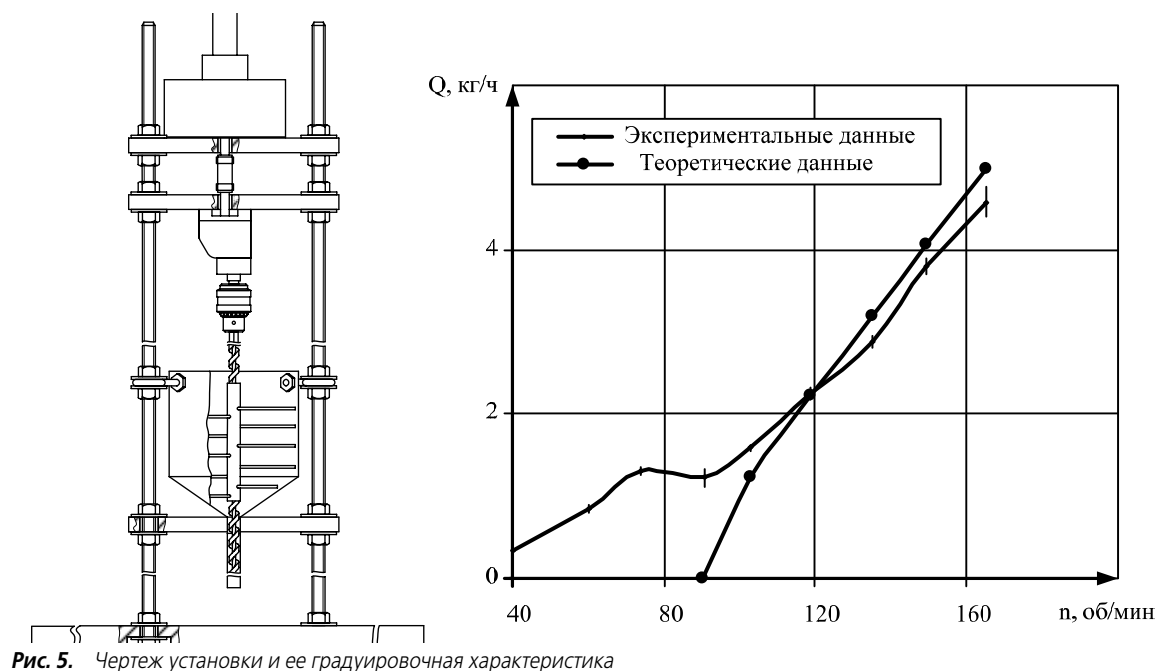 Q, кг/ч
Экспериментальные данные
Теоретические данные
4
2
0
40
80
120
160
n, об/мин
Рис. 5. Чертеж установки и ее градуировочная характеристика